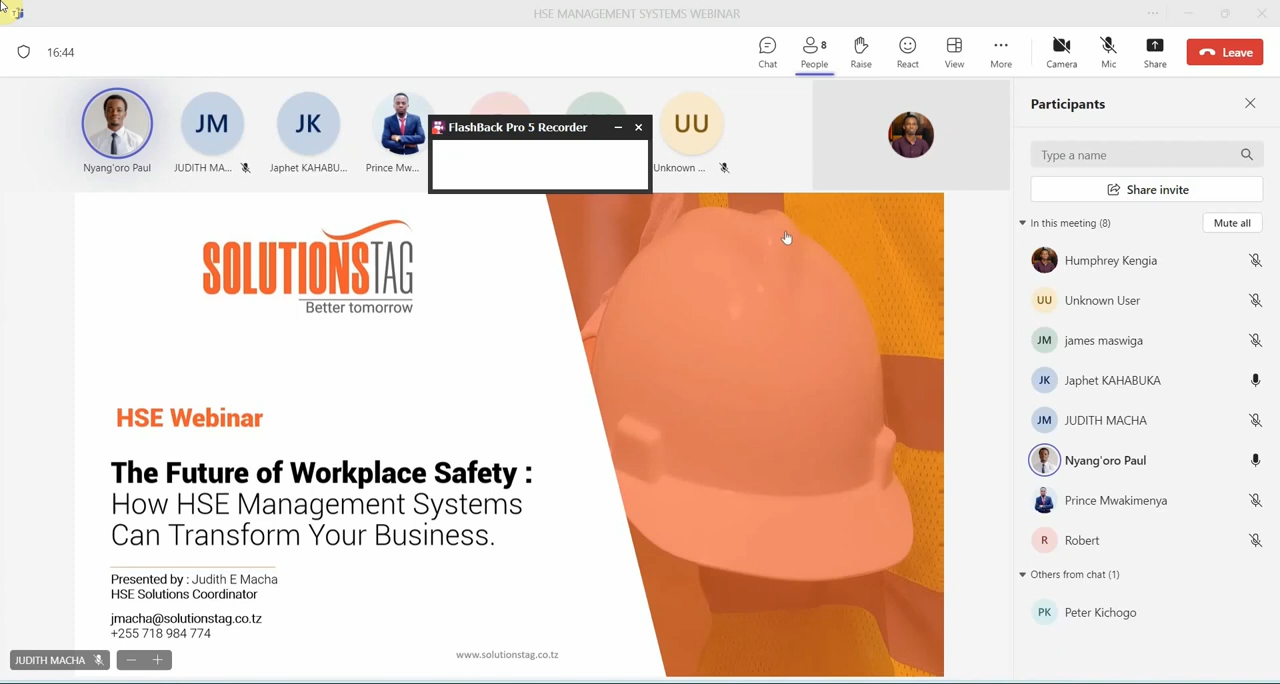 HSE MANAGEMENT SYSTEMS WEBINAR
16:44
Chat
8
People
Raise
React
View
More
Camera
Mic
Share
Leave
JM
JK
UU
Nyang'oro Paul
JUDITH MA...
Japhet KAHABU...
Prince Mw...
Unknown ...
FlashBack Pro 5 Recorder
SOLUTIONSTAG
Better tomorrow
HSE Webinar
The Future of Workplace Safety :
How HSE Management Systems
Can Transform Your Business.
Presented by : Judith E Macha
HSE Solutions Coordinator
jmacha@solutionstag.co.tz
+255 718 984 774
www.solutionstag.co.tz
JUDITH MACHA
Participants
Type a name
Share invite
In this meeting (8)
Mute all
Humphrey Kengia
UU Unknown User
JM james maswiga
JK Japhet KAHABUKA
JM JUDITH MACHA
Nyang'oro Paul
Prince Mwakimenya
R Robert
Others from chat (1)
PK Peter Kichogo